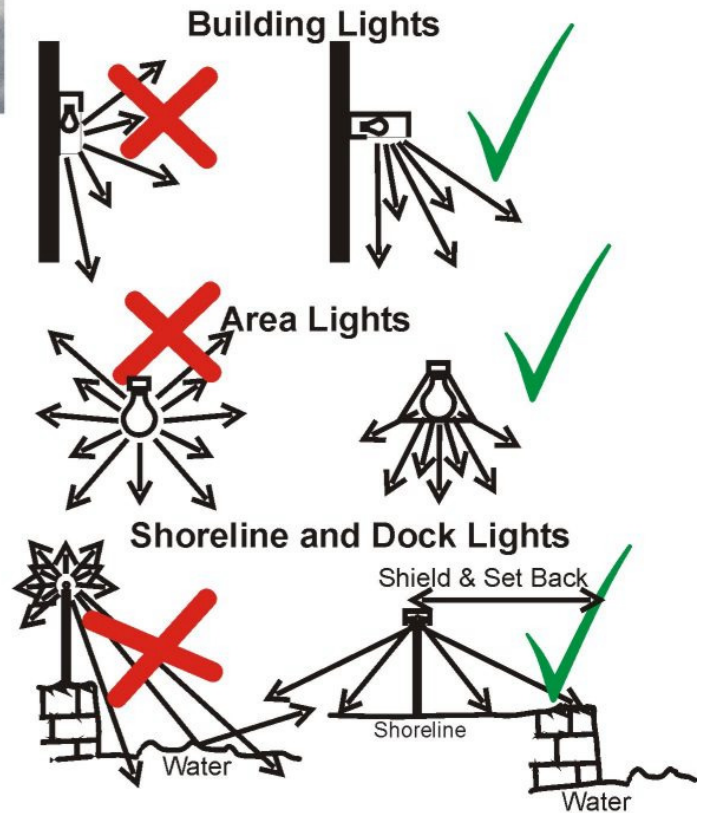 Building Lights
Area Lights
Shoreline and Dock Lights
Shield & Set Back
Shoreline
Water
Water